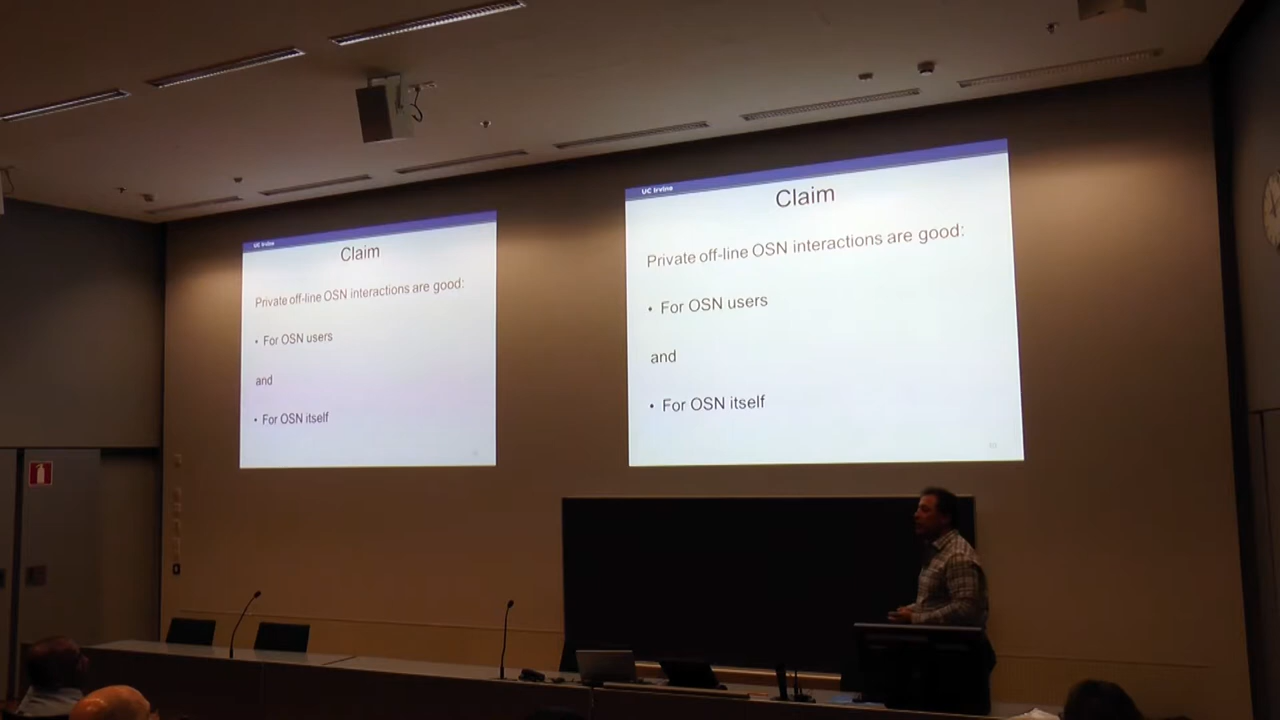 UC Irvine
Claim
Private off-line OSN interactions are good:
• For OSN users
and
• For OSN itself
UC Irvine
Claim
Private off-line OSN interactions are good:
• For OSN users
and
• For OSN itself